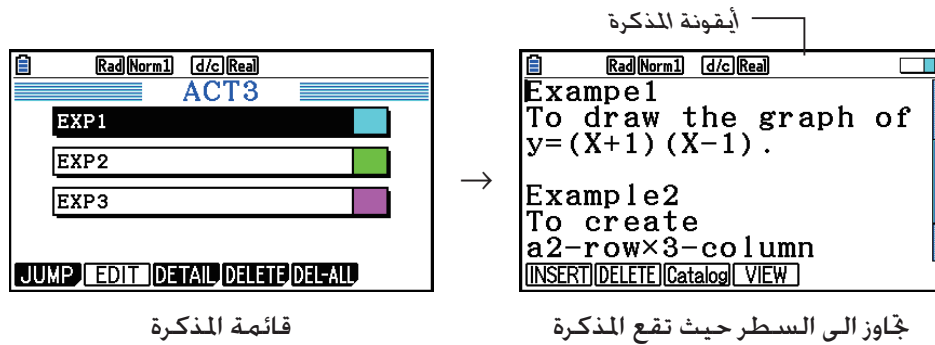 أيقونة المذكرة
Rad Norm1 d/c Real
ACT3
EXP1
EXP2
EXP3
JUMP EDIT DETAIL DELETE DEL-ALL
→
Rad Norm1 d/c Real
Exampe1
To draw the graph of
y=(X+1)(X-1).
Example2
To create
a2-row×3-column
INSERT DELETE Catalog VIEW
قائمة المذكرة
تجاوز الى السطر حيث تقع المذكرة